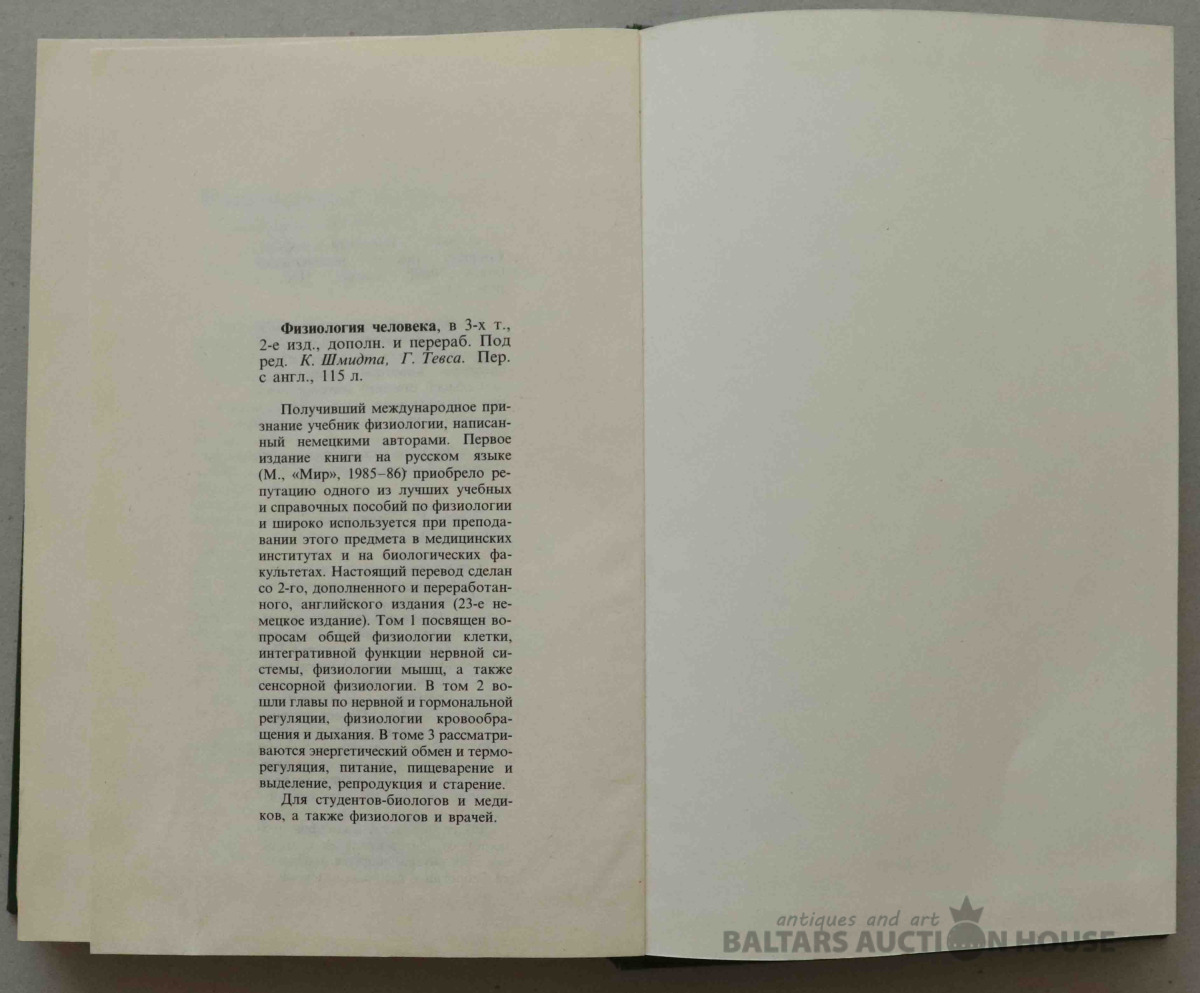 Физиология человека, в 3-х т.,
2-е изд., дополн. и перераб. Под
ред. К. Шмидта, Г. Тевса. Пер.
с англ., 115 л.
Получивший международное при-
знание учебник физиологии, написан-
ный немецкими авторами. Первое
издание книги на русском языке
(М., «Мир», 1985–86) приобрело ре-
путацию одного из лучших учебных
и справочных пособий по физиологии
и широко используется при препода-
вании этого предмета в медицинских
институтах и на биологических фа-
культетах. Настоящий перевод сделан
со 2-го, дополненного и переработан-
ного, английского издания (23-е не-
мецкое издание). Том 1 посвящен во-
просам общей физиологии клетки,
интегративной функции нервной си-
стемы, физиологии мышц, а также
сенсорной физиологии. В том 2 во-
шли главы по нервной и гормональной
регуляции, физиологии кровообра-
щения и дыхания. В томе 3 рассматри-
ваются энергетический обмен и термо-
регуляция, питание, пищеварение и
выделение, репродукция и старение.
Для студентов-биологов и меди-
ков, а также физиологов и врачей.
antiques and art
BALTARS AUCTION HOUSE